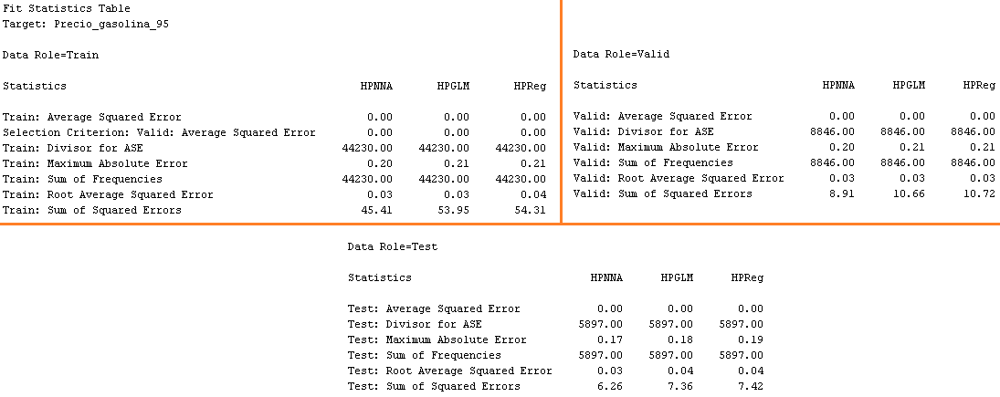 Fit Statistics Table
Target: Precio_gasolina_95
Data Role=Train
Statistics HPNNA HPGLM HPReg
Train: Average Squared Error 0.00 0.00 0.00
Selection Criterion: Valid: Average Squared Error 0.00 0.00 0.00
Train: Divisor for ASE 44230.00 44230.00 44230.00
Train: Maximum Absolute Error 0.20 0.21 0.21
Train: Sum of Frequencies 44230.00 44230.00 44230.00
Train: Root Average Squared Error 0.03 0.03 0.04
Train: Sum of Squared Errors 45.41 53.95 54.31
Data Role=Valid
Statistics HPNNA HPGLM HPReg
Valid: Average Squared Error 0.00 0.00 0.00
Valid: Divisor for ASE 8846.00 8846.00 8846.00
Valid: Maximum Absolute Error 0.20 0.21 0.21
Valid: Sum of Frequencies 8846.00 8846.00 8846.00
Valid: Root Average Squared Error 0.03 0.03 0.03
Valid: Sum of Squared Errors 8.91 10.66 10.72
Data Role=Test
Statistics HPNNA HPGLM HPReg
Test: Average Squared Error 0.00 0.00 0.00
Test: Divisor for ASE 5897.00 5897.00 5897.00
Test: Maximum Absolute Error 0.17 0.18 0.19
Test: Sum of Frequencies 5897.00 5897.00 5897.00
Test: Root Average Squared Error 0.03 0.04 0.04
Test: Sum of Squared Errors 6.26 7.36 7.42